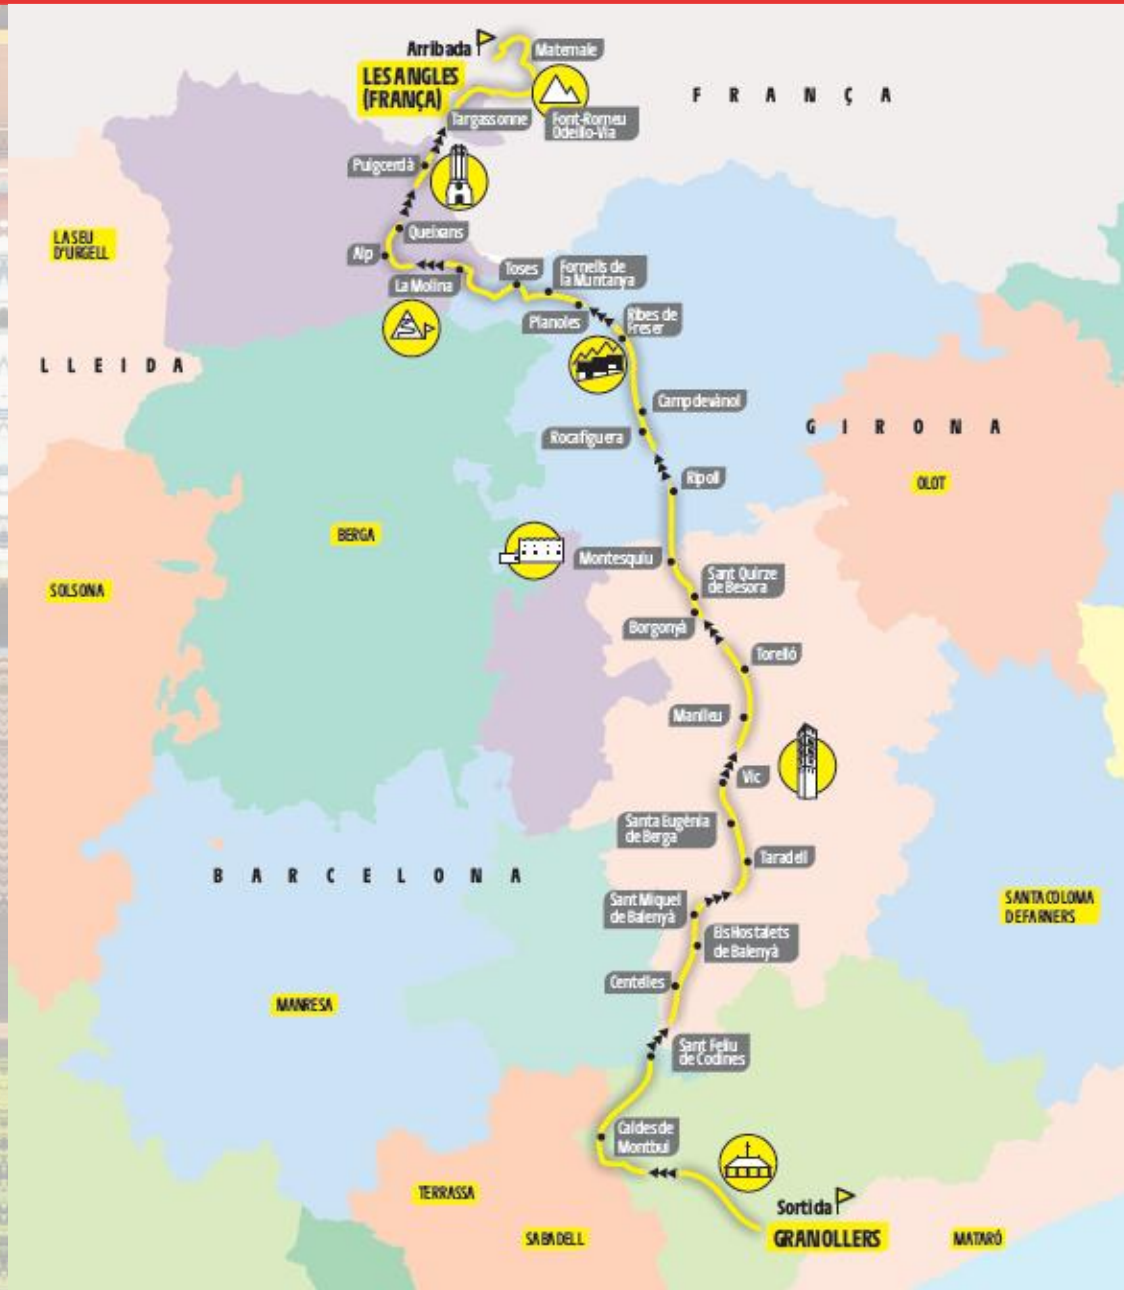 Arribada
Matemale
LES ANGLES
(FRANÇA)
F R A N Ç A
Targassonne
Font-Romeu
Odeillo-Via
Puigcerdà
Queixans
LA SEU
D'URGELL
Alp
La Molina
Toses
Fornells de
la Muntanya
Planoles
Ribes de
Freser
L L E I D A
Campdevànol
Rocafiguera
G I R O N A
Ripoll
OLOT
BERGA
Montesquiu
SOLSONA
Sant Quirze
de Besora
Borgonyà
Torelló
Manlleu
Vic
Santa Eugènia
de Berga
Taradell
B A R C E L O N A
Sant Miquel
de Balenyà
SANTA COLOMA
DE FARNERS
Els Hostalets
de Balenyà
Centelles
MANRESA
Sant Feliu
de Codines
Caldes de
Montbui
TERRASSA
Sortida
GRANOLLERS
SABADELL
MATARÓ